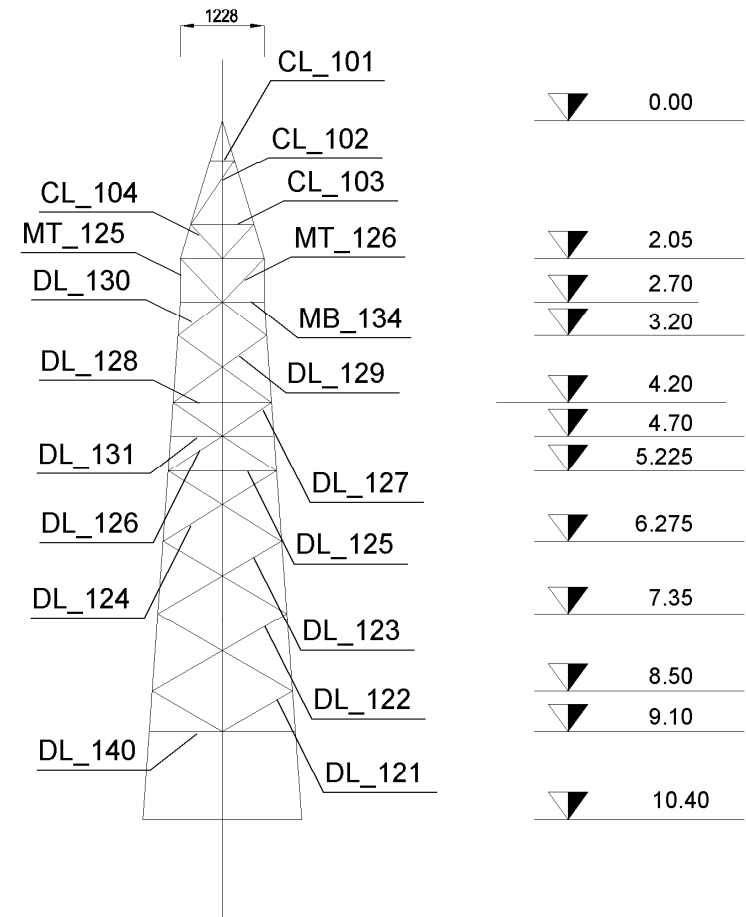 1228
CL_101
0.00
CL_102
CL_103
CL_104
MT_125
MT_126
2.05
DL_130
2.70
MB_134
3.20
DL_128
DL_129
4.20
4.70
DL_131
5.225
DL_127
DL_126
6.275
DL_125
DL_124
7.35
DL_123
8.50
DL_122
9.10
DL_140
DL_121
10.40